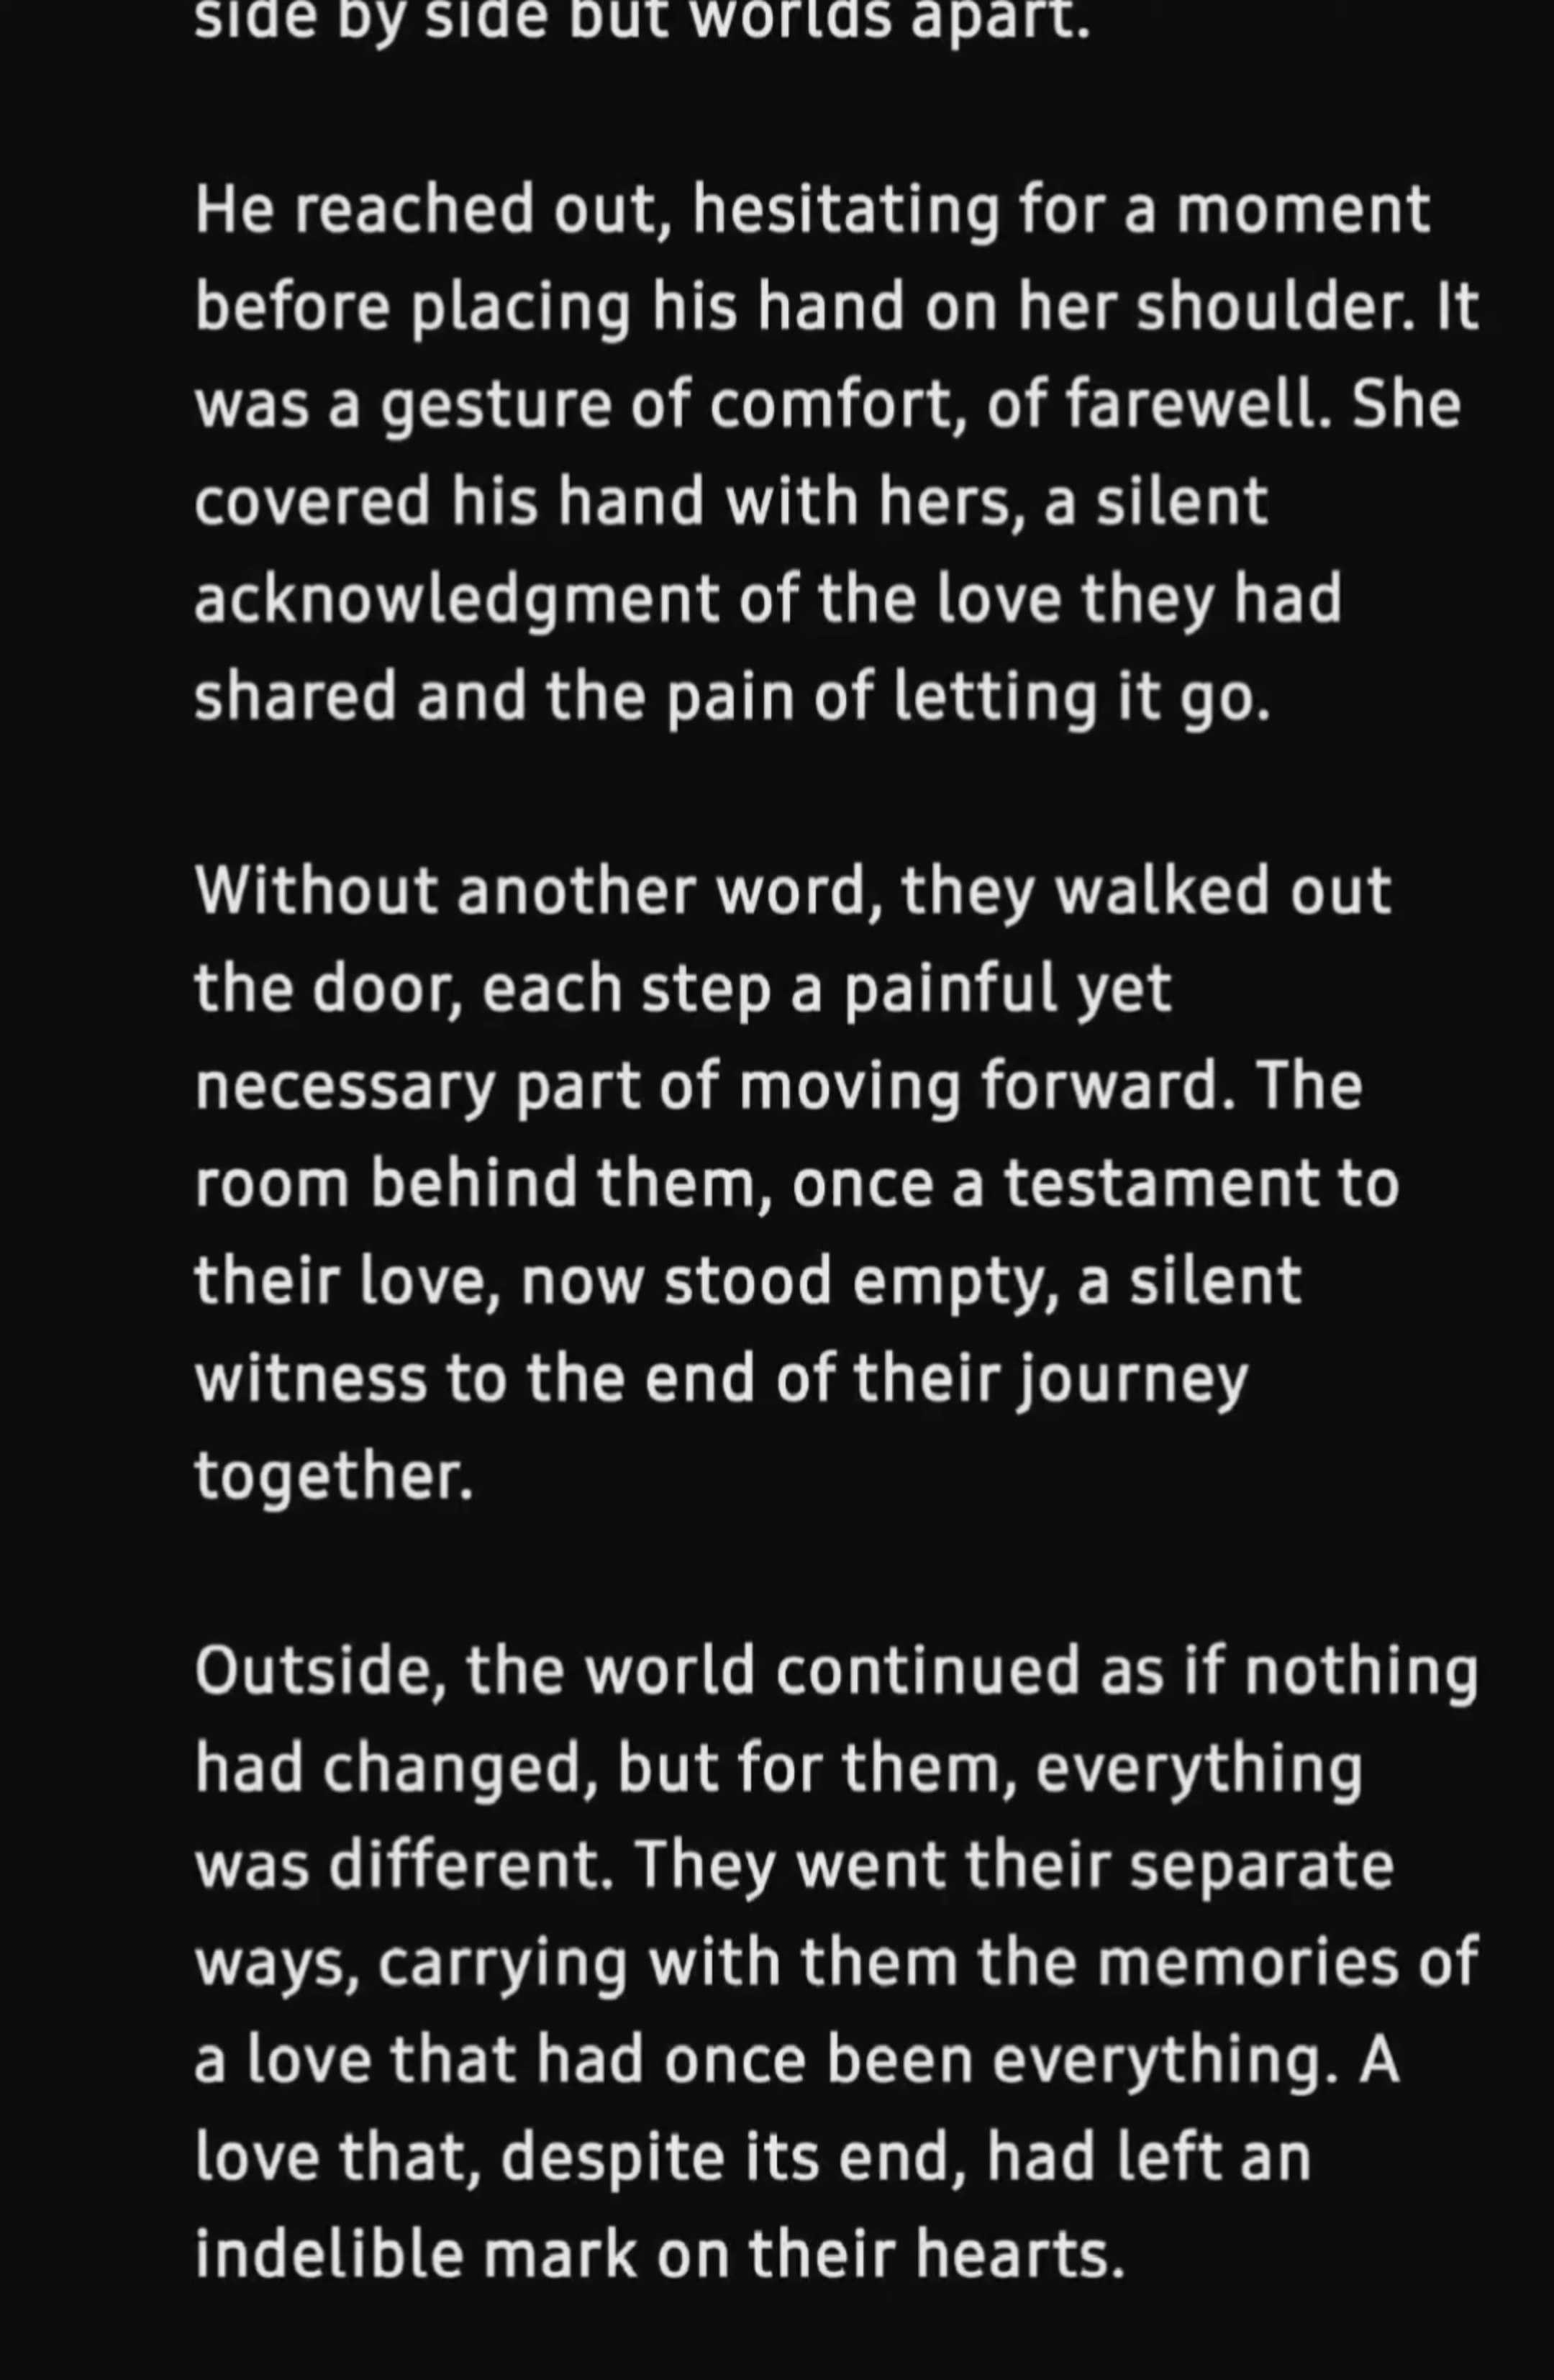 side by side but worlds apart.
He reached out, hesitating for a moment
before placing his hand on her shoulder. It
was a gesture of comfort, of farewell. She
covered his hand with hers, a silent
acknowledgment of the love they had
shared and the pain of letting it go.
Without another word, they walked out
the door, each step a painful yet
necessary part of moving forward. The
room behind them, once a testament to
their love, now stood empty, a silent
witness to the end of their journey
together.
Outside, the world continued as if nothing
had changed, but for them, everything
was different. They went their separate
ways, carrying with them the memories of
a love that had once been everything. A
love that, despite its end, had left an
indelible mark on their hearts.